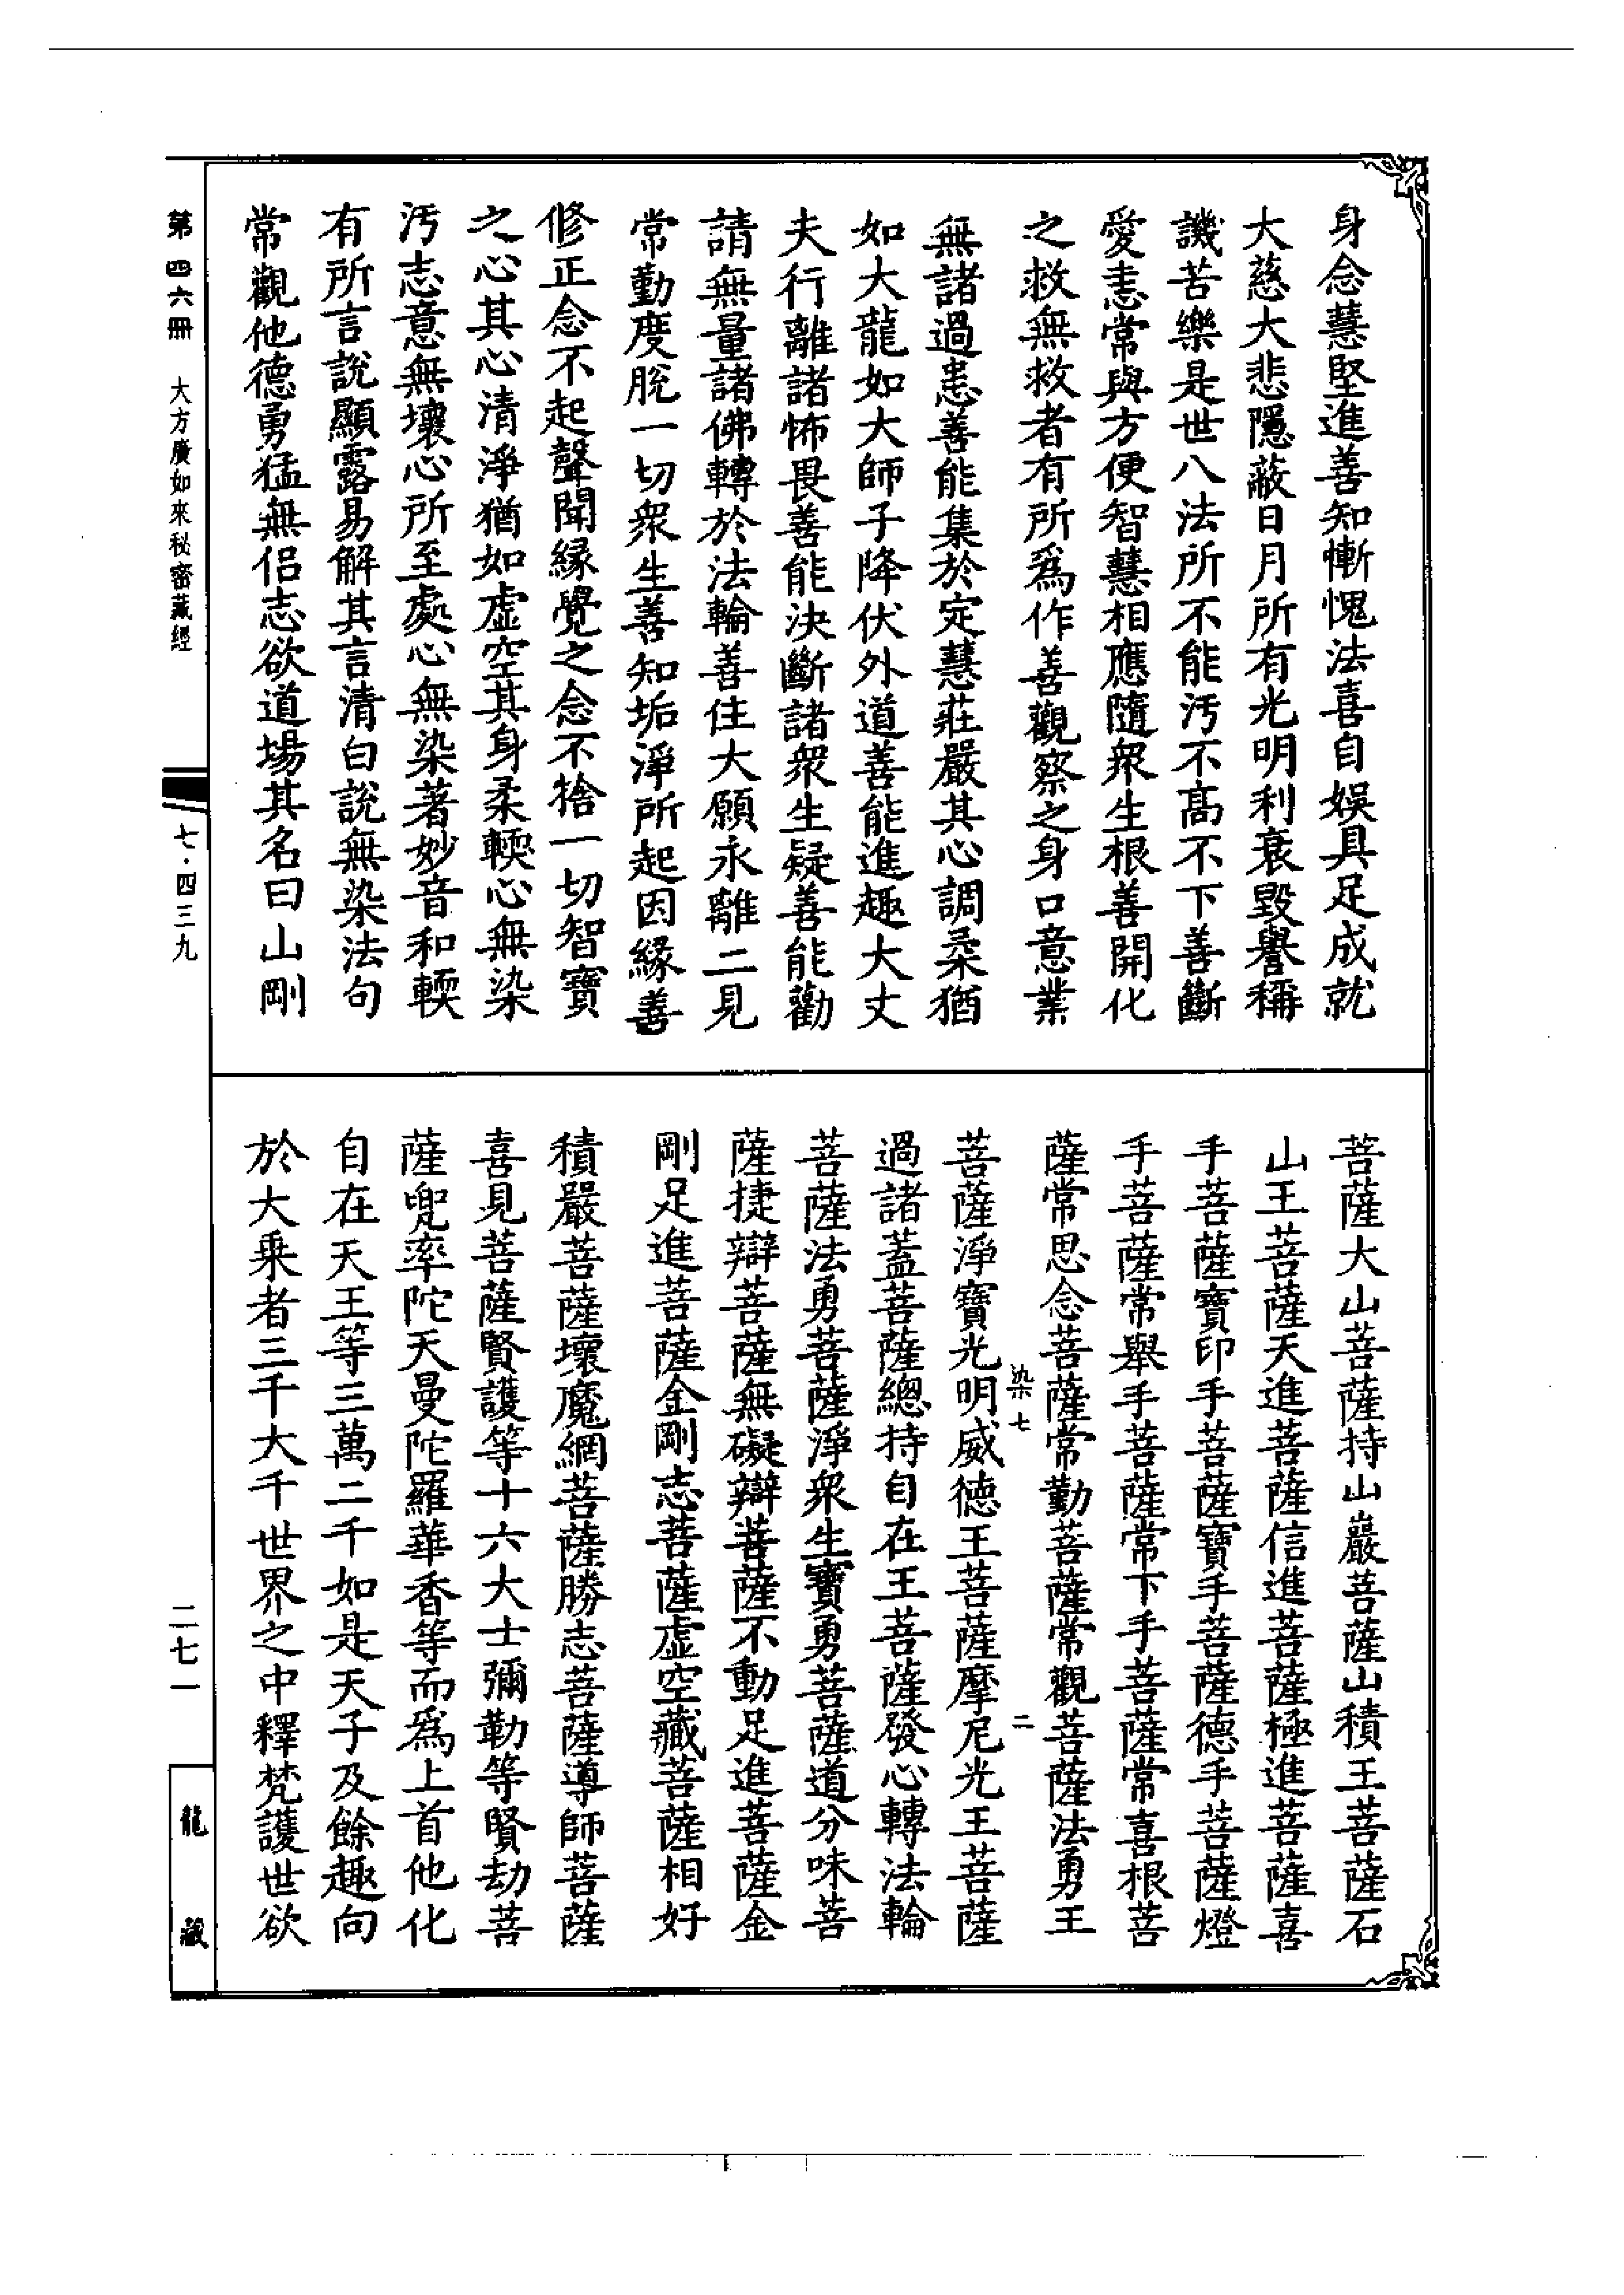 身念慧堅進善知慚愧法喜自娛具足成就
大慈大悲隱蔽日月所有光明利衰毀譽稱
譏苦樂是世八法所不能汚不高不下善斷
愛恚常與方便智慧相應隨衆生根善開化
之救無救者有所爲作善觀察之身口意業
無諸過患善能集於定慧莊嚴其心調柔猶
如大龍如大師子降伏外道善能進趣大丈
夫行離諸怖畏善能決斷諸衆生疑善能勸
請無量諸佛轉於法輪善住大願永離二見
常勤度脫一切衆生善知垢淨所起因緣善
修正念不起聲聞緣覺之念不捨一切智寶
之心其心清淨猶如虛空其身柔輭心無染
汚志意無壞心所至處心無染著妙音和輭
有所言說顯露易解其言清白說無染法句
常觀他德勇猛無侶志欲道場其名曰山剛
菩薩大山菩薩持山巖菩薩山積王菩薩石
山王菩薩天進菩薩信進菩薩極進菩薩喜
手菩薩寶印手菩薩寶手菩薩德手菩薩燈
手菩薩常舉手菩薩常下手菩薩常喜根菩
薩常思念菩薩常勤菩薩常觀菩薩法勇王
染七 二
菩薩淨寶光明威德王菩薩摩尼光王菩薩
過諸蓋菩薩總持自在王菩薩發心轉法輪
菩薩法勇菩薩淨衆生寶勇菩薩道分味菩
薩捷辯菩薩無礙辯菩薩不動足進菩薩金
剛足進菩薩金剛志菩薩虛空藏菩薩相好
積嚴菩薩壞魔網菩薩勝志菩薩導師菩薩
喜見菩薩賢護等十六大士彌勒等賢劫菩
薩兜率陀天曼陀羅華香等而爲上首他化
自在天王等三萬二千如是天子及餘趣向
於大乘者三千大千世界之中釋梵護世欲
第四六冊 大方廣如來秘密藏經
七·四三九
二七一
龍藏